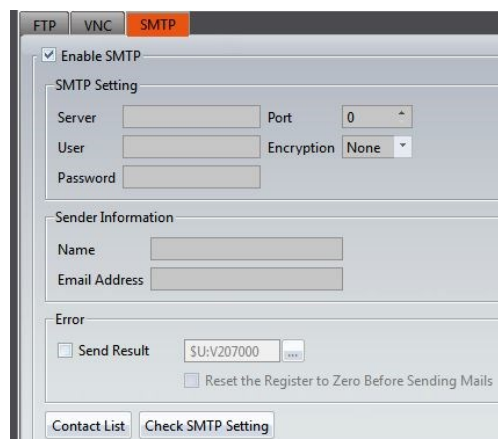 FTP VNC SMTP
Enable SMTP
SMTP Setting
Server Port 0
User Encryption None
Password
Sender Information
Name
Email Address
Error
Send Result $U:V207000 ...
Reset the Register to Zero Before Sending Mails
Contact List Check SMTP Setting